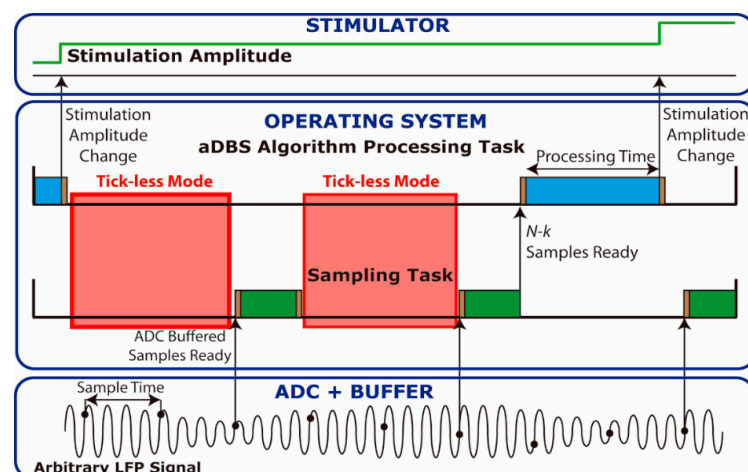 STIMULATOR
Stimulation Amplitude
Stimulation
Amplitude
Change
OPERATING SYSTEM
aDBS Algorithm Processing Task
Stimulation
Amplitude
Change
Processing Time
Tick-less Mode
Tick-less Mode
N-k
Samples Ready
Sampling Task
ADC Buffered
Samples Ready
ADC + BUFFER
Sample Time
Arbitrary LFP Signal